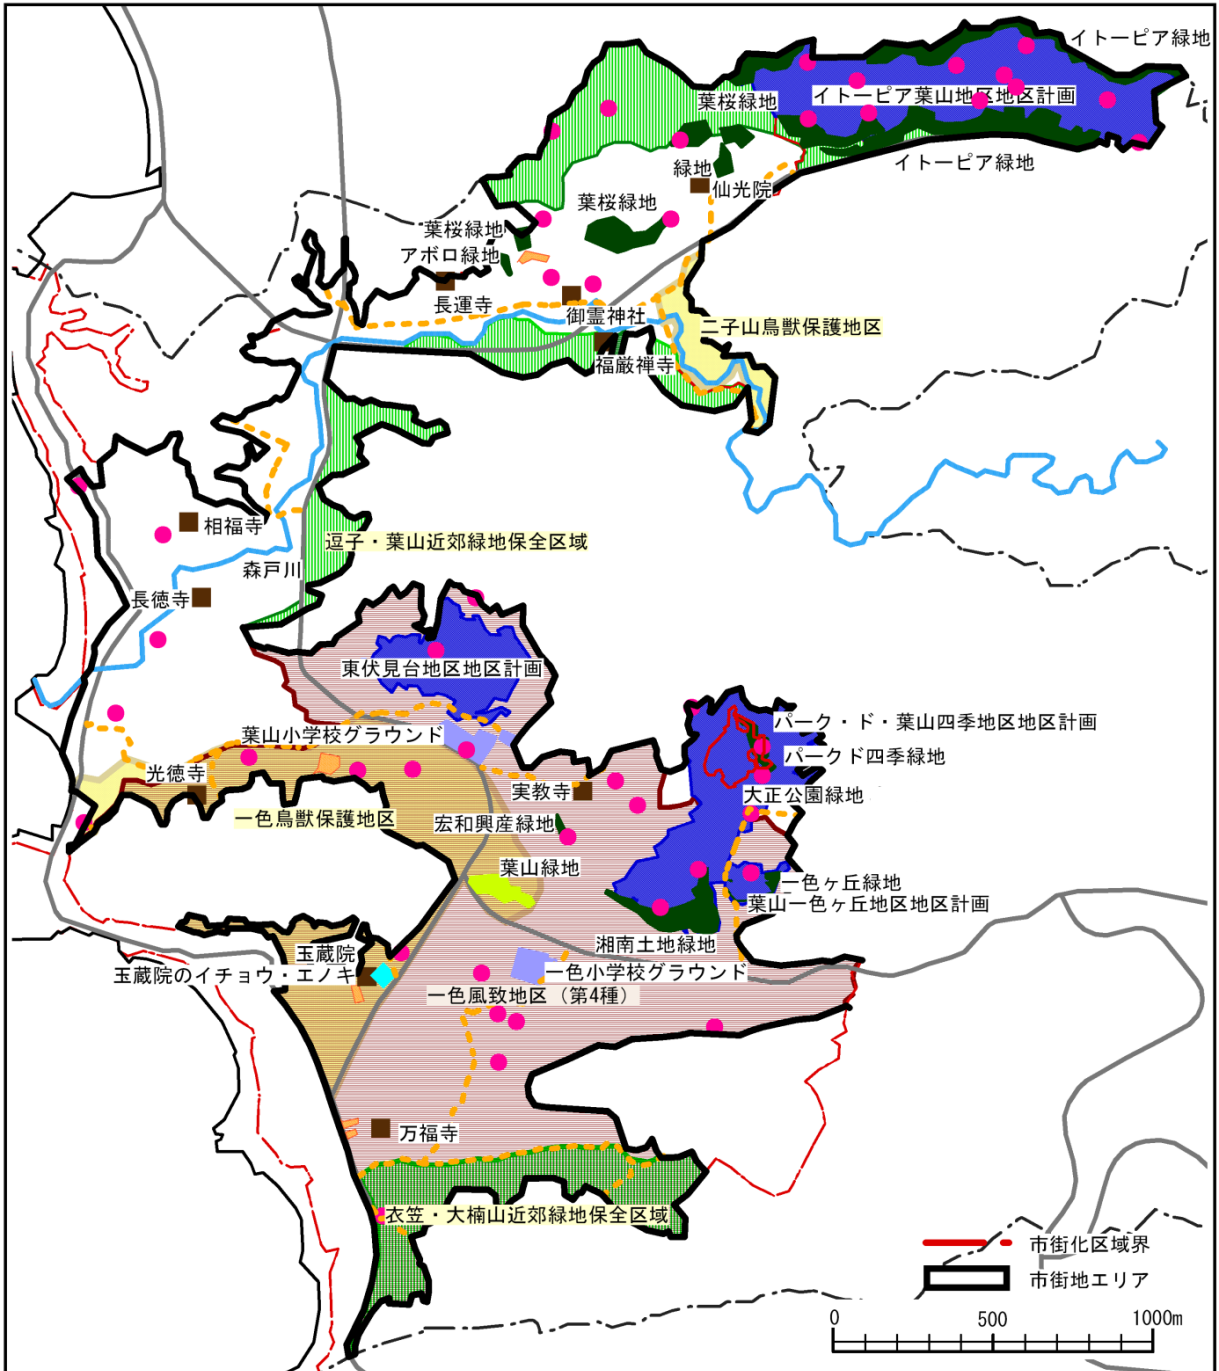 イトーピア緑地
葉桜緑地
イトーピア葉山地区地区計画
イトーピア緑地
緑地
仙光院
葉桜緑地
葉桜緑地
アボロ緑地
長運寺
御霊神社
二子山鳥獣保護地区
福厳禅寺
相福寺
逗子・葉山近郊緑地保全区域
森戸川
長徳寺
東伏見台地区地区計画
パーク・ド・葉山四季地区地区計画
葉山小学校グラウンド
パークド四季緑地
光徳寺
実教寺
大正公園緑地
一色鳥獣保護地区
宏和興産緑地
葉山緑地
一色ヶ丘緑地
葉山一色ヶ丘地区地区計画
湘南土地緑地
玉蔵院
玉蔵院のイチョウ・エノキ
一色小学校グラウンド
一色風致地区(第4種)
万福寺
衣笠・大楠山近郊緑地保全区域
市街化区域界
市街地エリア
0 500 1000m